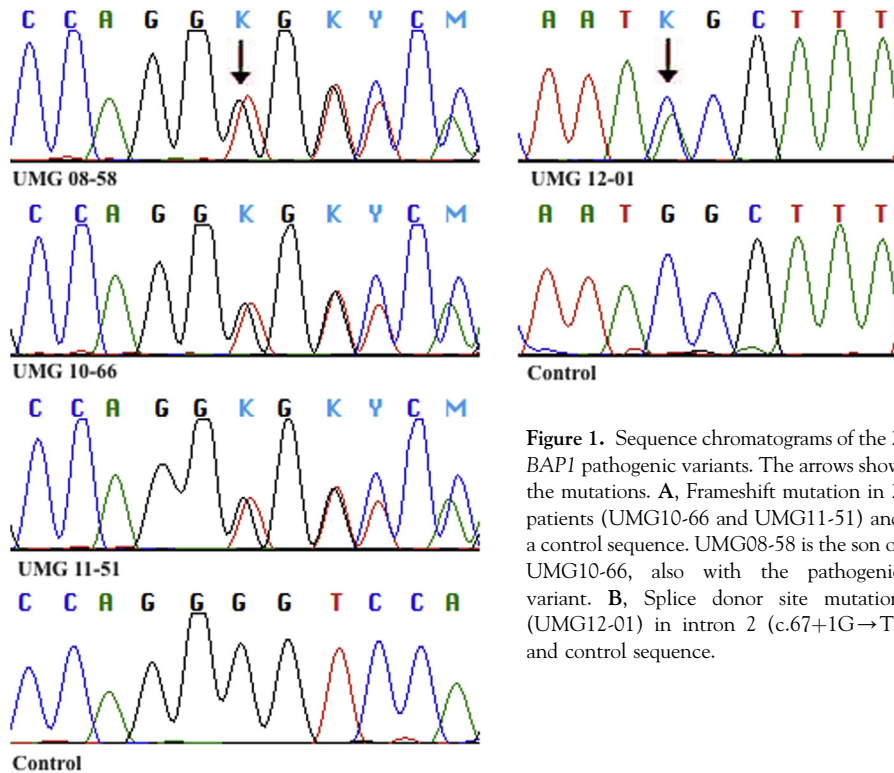 C C A G G K G K Y C M
UMG 08-58
C C A G G K G K Y C M
UMG 10-66
C C A G G K G K Y C M
UMG 11-51
C C A G G G G T C C A
Control
A A T K G C T T T
UMG 12-01
A A T G G C T T T
Control
Figure 1. Sequence chromatograms of the 2
BAP1 pathogenic variants. The arrows show
the mutations. A, Frameshift mutation in 2
patients (UMG10-66 and UMG11-51) and
a control sequence. UMG08-58 is the son of
UMG10-66, also with the pathogenic
variant. B, Splice donor site mutation
(UMG12-01) in intron 2 (c.67+1G→T)
and control sequence.